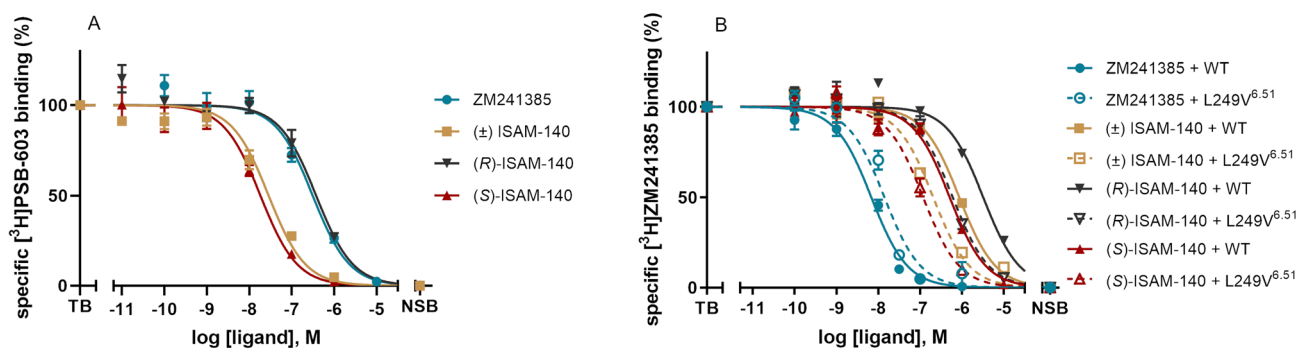 A
specific [³H]PSB-603 binding (%)
100
50
0
TB
-11 -10 -9 -8 -7 -6 -5
NSB
log [ligand], M
ZM241385
(±) ISAM-140
(R)-ISAM-140
(S)-ISAM-140
B
specific [³H]ZM241385 binding (%)
100
50
0
TB
-11 -10 -9 -8 -7 -6 -5
NSB
log [ligand], M
ZM241385 + WT
ZM241385 + L249V⁶·⁵¹
(±) ISAM-140 + WT
(±) ISAM-140 + L249V⁶·⁵¹
(R)-ISAM-140 + WT
(R)-ISAM-140 + L249V⁶·⁵¹
(S)-ISAM-140 + WT
(S)-ISAM-140 + L249V⁶·⁵¹